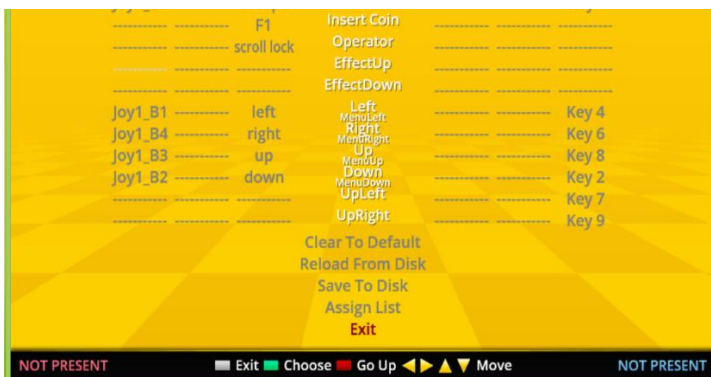 ---------- ---------- F1 Insert Coin ---------- ---------- ----------
---------- ---------- scroll lock Operator ---------- ---------- ----------
---------- ---------- ---------- EffectUp ---------- ---------- ----------
---------- ---------- ---------- EffectDown ---------- ---------- ----------
Joy1_B1 ---------- left Left ---------- ---------- Key 4
MenuLeft
Joy1_B4 ---------- right Right ---------- ---------- Key 6
MenuRight
Joy1_B3 ---------- up Up ---------- ---------- Key 8
MenuUp
Joy1_B2 ---------- down Down ---------- ---------- Key 2
MenuDown
---------- ---------- ---------- UpLeft ---------- ---------- Key 7
---------- ---------- ---------- UpRight ---------- ---------- Key 9
Clear To Default
Reload From Disk
Save To Disk
Assign List
Exit
NOT PRESENT Exit Choose Go Up Move NOT PRESENT